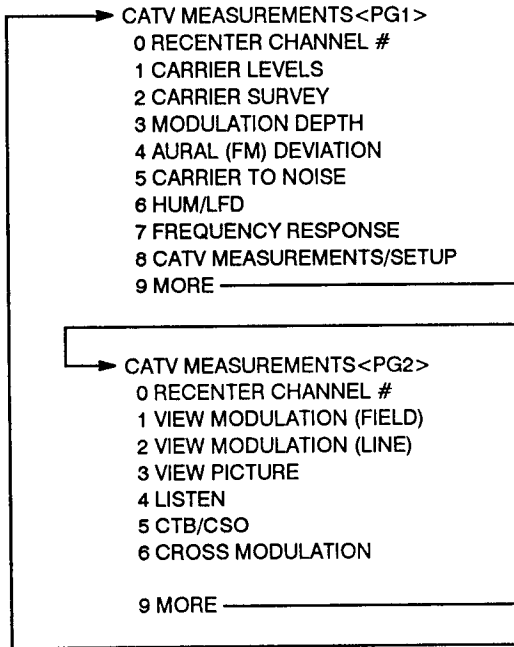 CATV MEASUREMENTS<PG1>
0 RECENTER CHANNEL #
1 CARRIER LEVELS
2 CARRIER SURVEY
3 MODULATION DEPTH
4 AURAL (FM) DEVIATION
5 CARRIER TO NOISE
6 HUM/LFD
7 FREQUENCY RESPONSE
8 CATV MEASUREMENTS/SETUP
9 MORE
CATV MEASUREMENTS<PG2>
0 RECENTER CHANNEL #
1 VIEW MODULATION (FIELD)
2 VIEW MODULATION (LINE)
3 VIEW PICTURE
4 LISTEN
5 CTB/CSO
6 CROSS MODULATION
9 MORE